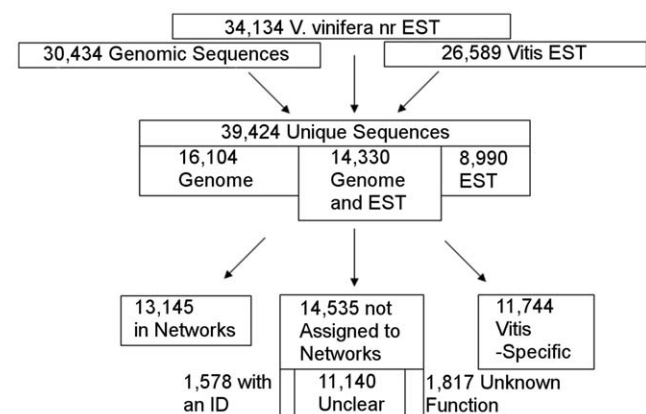 34,134 V. vinifera nr EST
30,434 Genomic Sequences
26,589 Vitis EST
39,424 Unique Sequences
16,104
Genome
14,330
Genome
and EST
8,990
EST
13,145
in Networks
14,535 not
Assigned to
Networks
11,744
Vitis
-Specific
1,578 with
an ID
11,140
Unclear
1,817 Unknown
Function